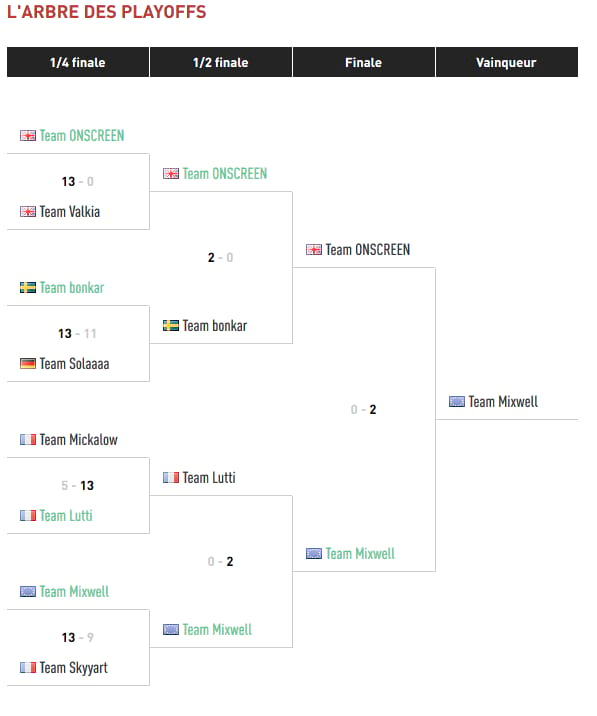 L'ARBRE DES PLAYOFFS
1/4 finale 1/2 finale Finale Vainqueur
Team ONSCREEN
13 - 0
Team Valkia
Team bonkar
13 - 11
Team Solaaaa
Team Mickalow
5 - 13
Team Lutti
Team Mixwell
13 - 9
Team Skyyart
Team ONSCREEN
2 - 0
Team bonkar
Team Lutti
0 - 2
Team Mixwell
Team ONSCREEN
0 - 2
Team Mixwell
Team Mixwell